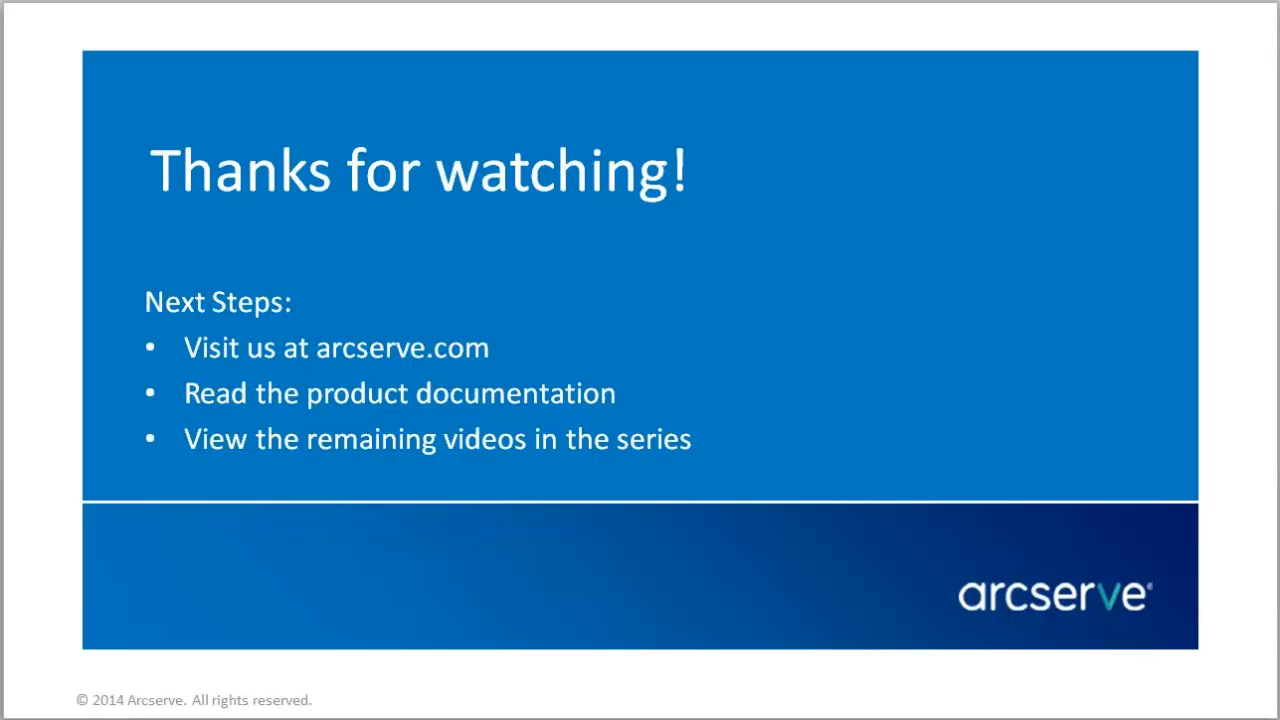 Thanks for watching!
Next Steps:
• Visit us at arcserve.com
• Read the product documentation
• View the remaining videos in the series
arcserve®
© 2014 Arcserve. All rights reserved.